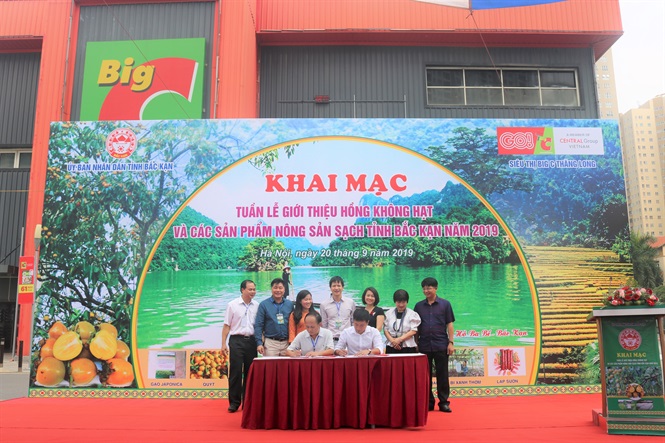 Big
C
ỦY BAN NHÂN DÂN TỈNH BẮC KẠN
GO!
A MEMBER OF
CENTRAL Group
VIETNAM
SIÊU THỊ BIG C THĂNG LONG
KHAI MẠC
TUẦN LỄ GIỚI THIỆU HỒNG KHÔNG HẠT
VÀ CÁC SẢN PHẨM NÔNG SẢN SẠCH TỈNH BẮC KẠN NĂM 2019
Hà Nội, ngày 20 tháng 9 năm 2019
Hồ Ba Bể - Bắc Kạn
GẠO JAPONICA
QUÝT
BÍ XANH THƠM
LẠP SƯỜN
KHAI MẠC